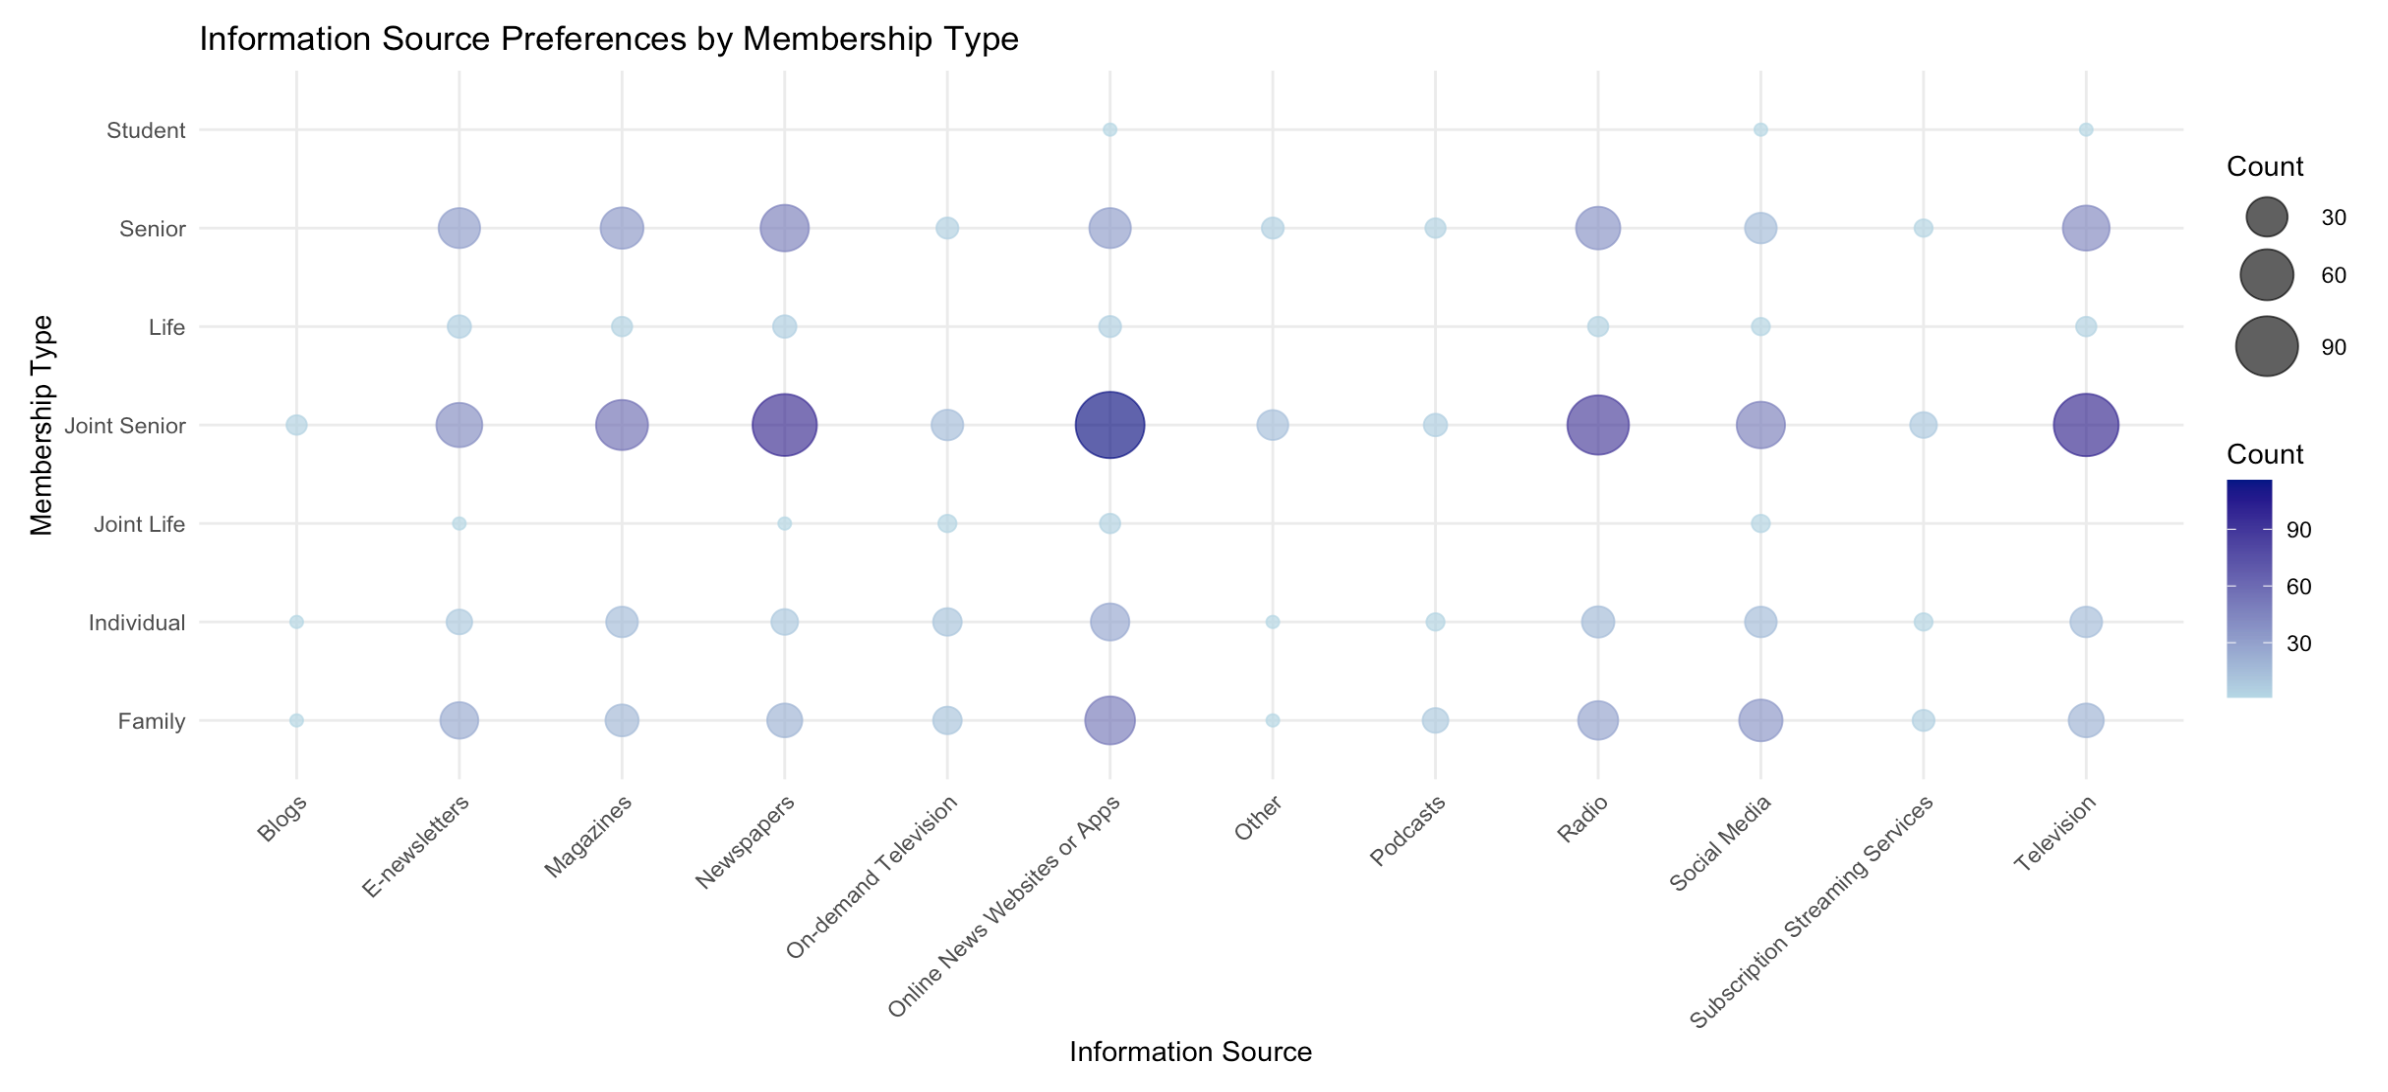 Information Source Preferences by Membership Type
Membership Type
Student
Senior
Life
Joint Senior
Joint Life
Individual
Family
Blogs
E-newsletters
Magazines
Newspapers
On-demand Television
Online News Websites or Apps
Other
Podcasts
Radio
Social Media
Subscription Streaming Services
Television
Information Source
Count
30
60
90
Count
90
60
30